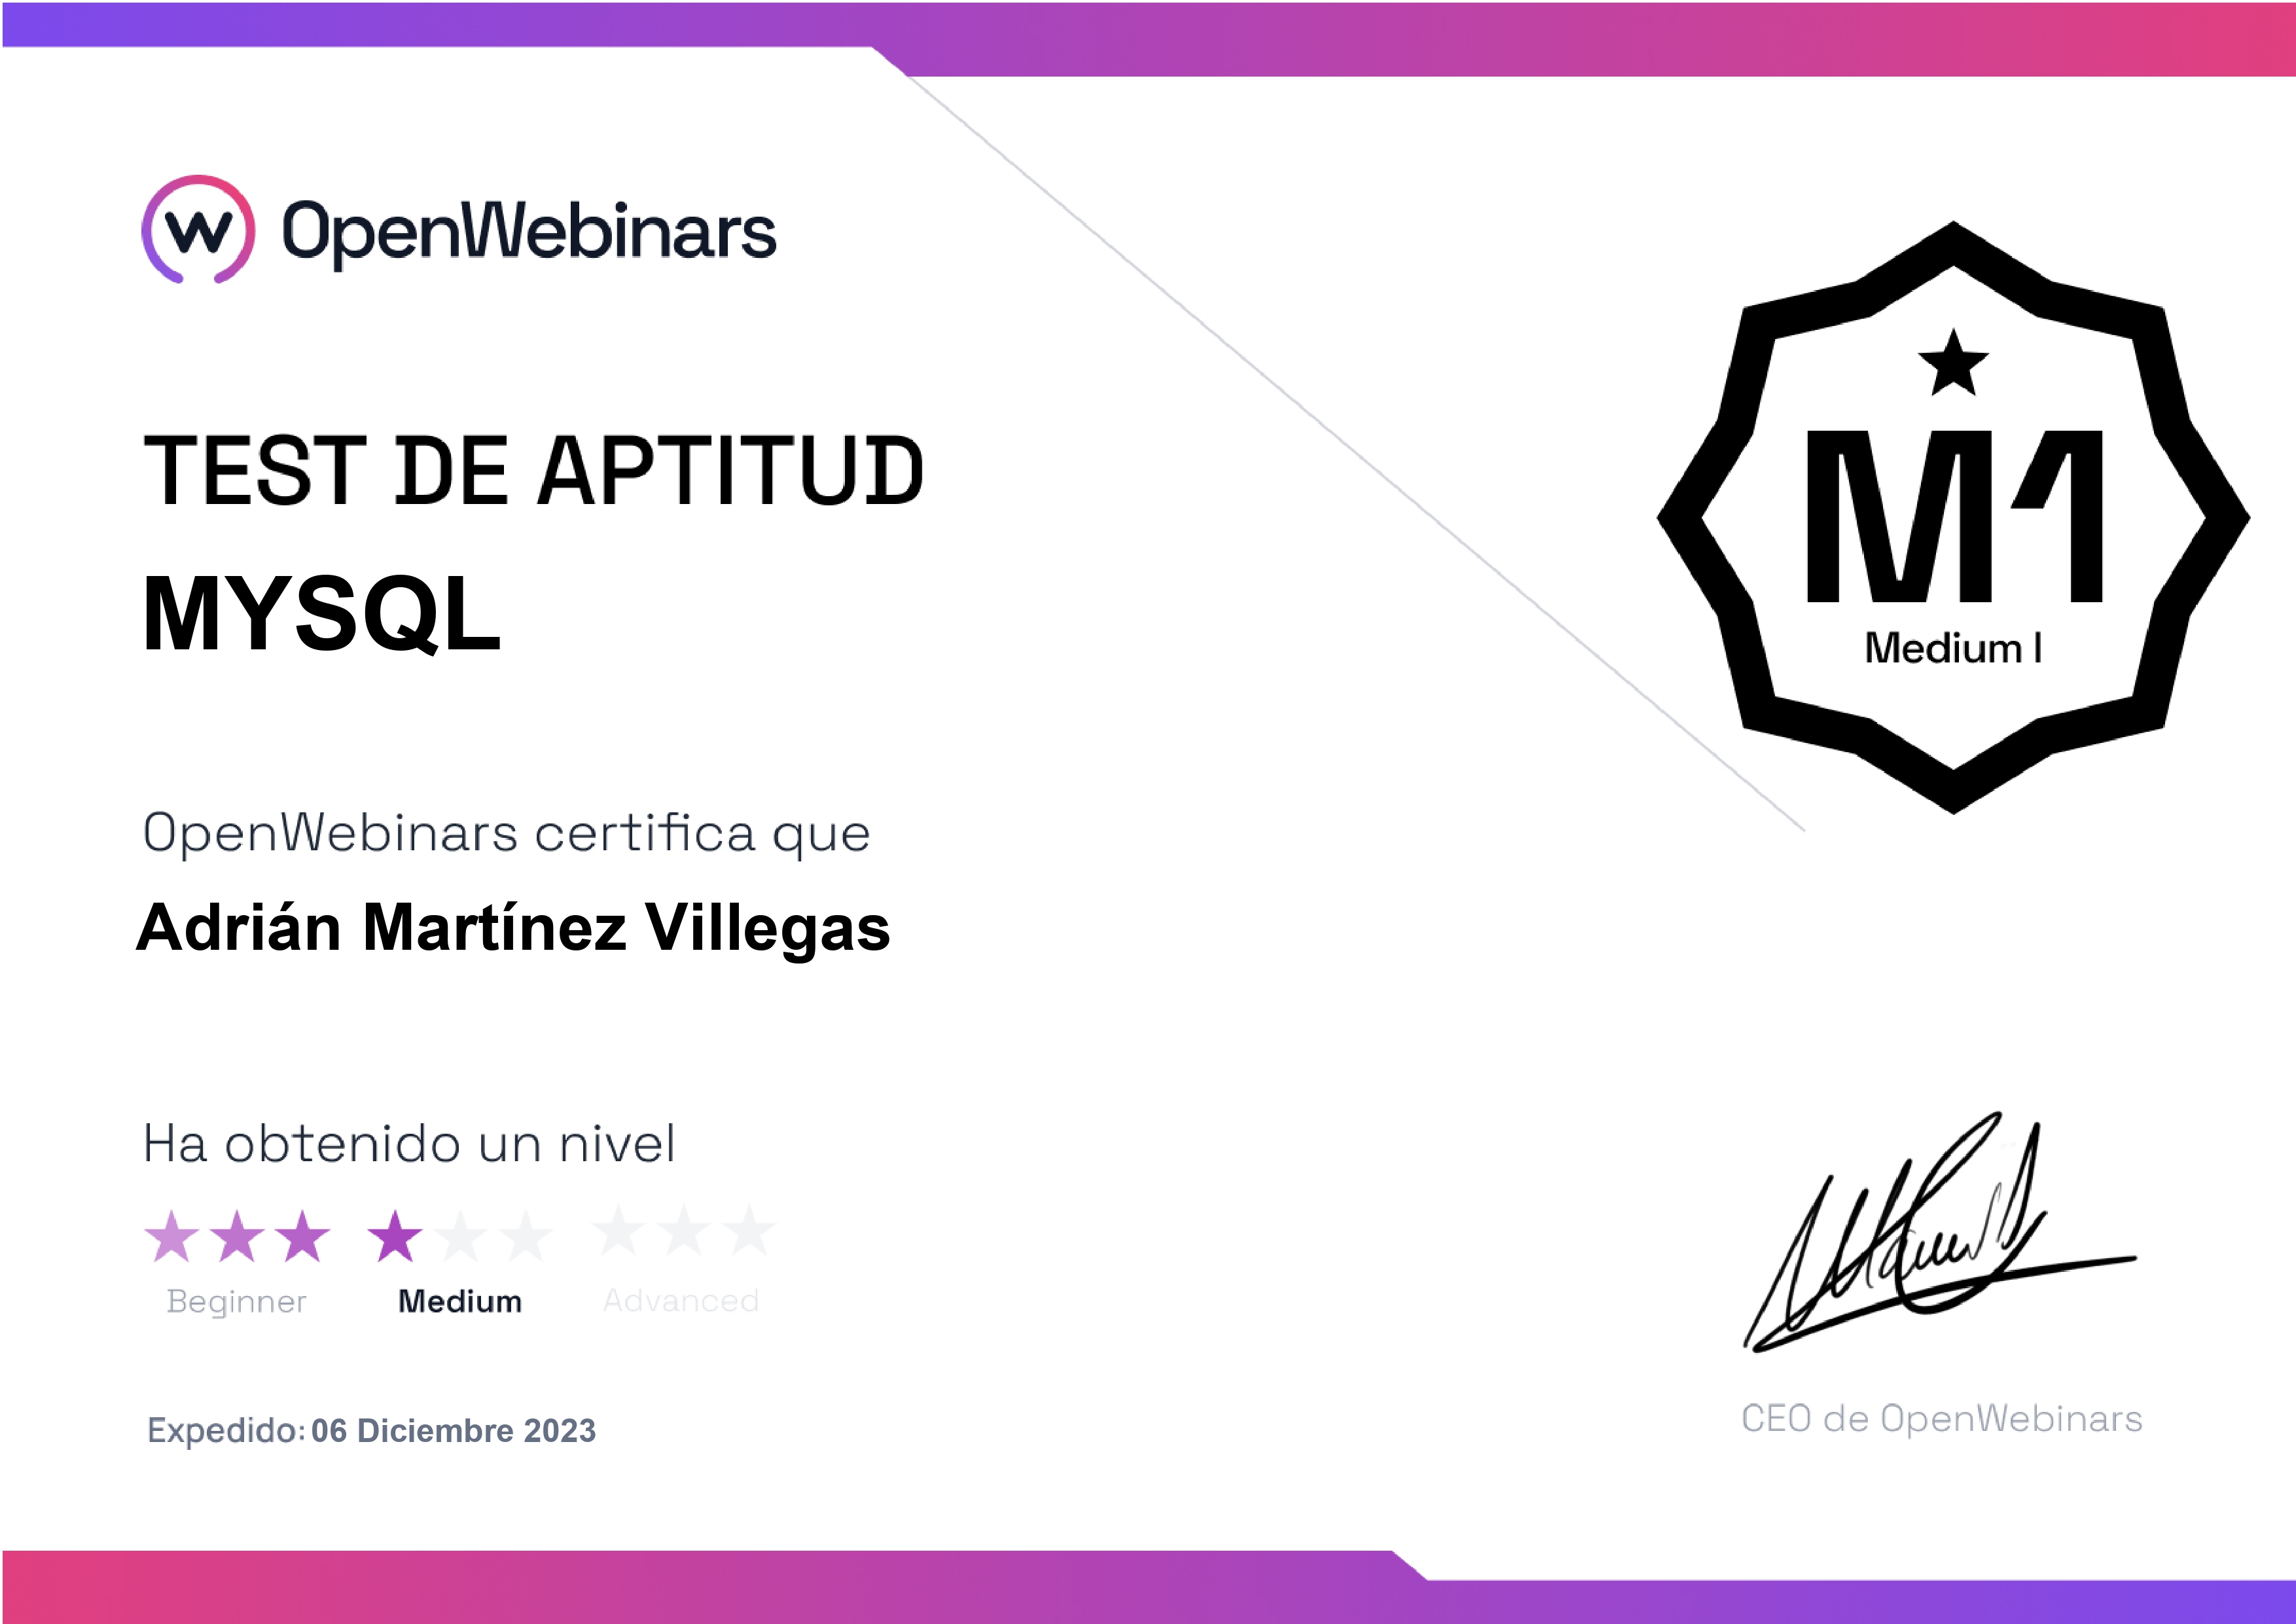 OpenWebinars
TEST DE APTITUD
MYSQL
OpenWebinars certifica que
Adrián Martínez Villegas
Ha obtenido un nivel
Beginner Medium Advanced
Expedido: 06 Diciembre 2023
M1
Medium I
CEO de OpenWebinars